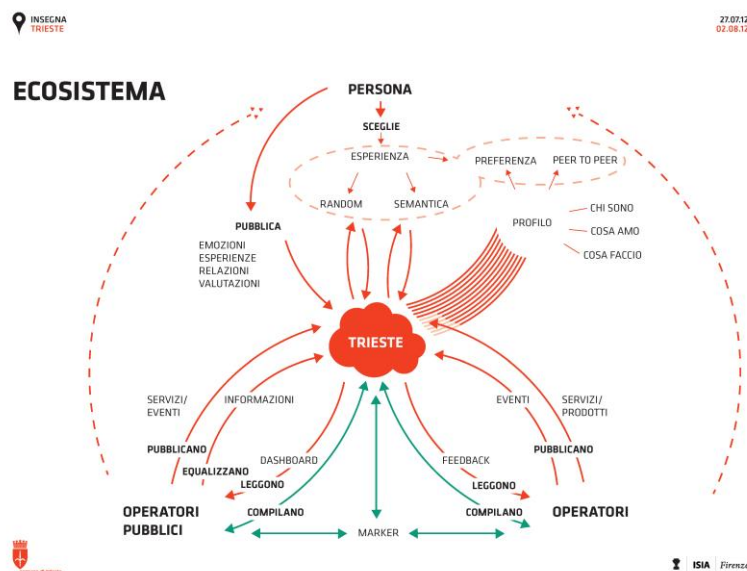 INSEGNA
TRIESTE
27.07.12
02.08.12
ECOSISTEMA
PERSONA
SCEGLIE
ESPERIENZA
PREFERENZA
PEER TO PEER
RANDOM
SEMANTICA
PROFILO
CHI SONO
COSA AMO
COSA FACCIO
PUBBLICA
EMOZIONI
ESPERIENZE
RELAZIONI
VALUTAZIONI
TRIESTE
SERVIZI/
EVENTI
INFORMAZIONI
EVENTI
SERVIZI/
PRODOTTI
PUBBLICANO
EQUALIZZANO
DASHBOARD
LEGGONO
FEEDBACK
LEGGONO
PUBBLICANO
OPERATORI
PUBBLICI
COMPILANO
MARKER
COMPILANO
OPERATORI
ISIA Firenze